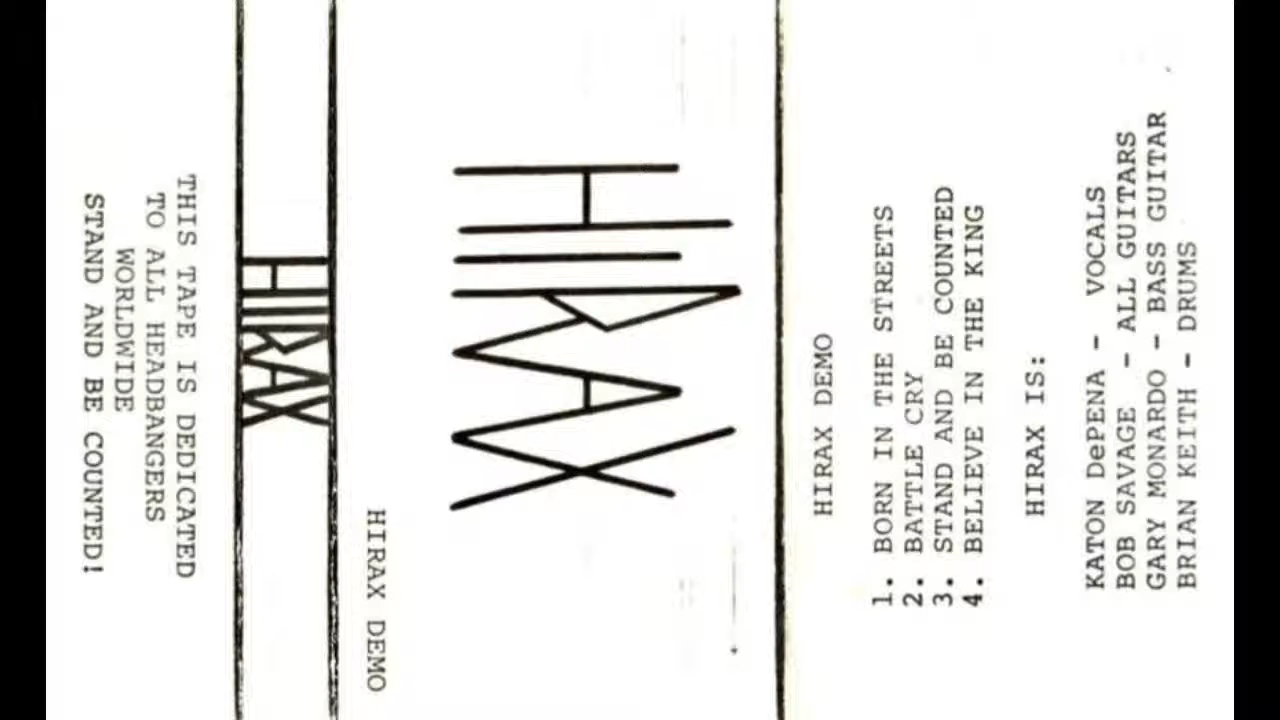 THIS TAPE IS DEDICATED
TO ALL HEADBANGERS
WORLDWIDE
STAND AND BE COUNTED!
HIRAX
HIRAX
HIRAX DEMO
HIRAX DEMO
1. BORN IN THE STREETS
2. BATTLE CRY
3. STAND AND BE COUNTED
4. BELIEVE IN THE KING
HIRAX IS:
KATON DePENA - VOCALS
BOB SAVAGE - ALL GUITARS
GARY MONARDO - BASS GUITAR
BRIAN KEITH - DRUMS